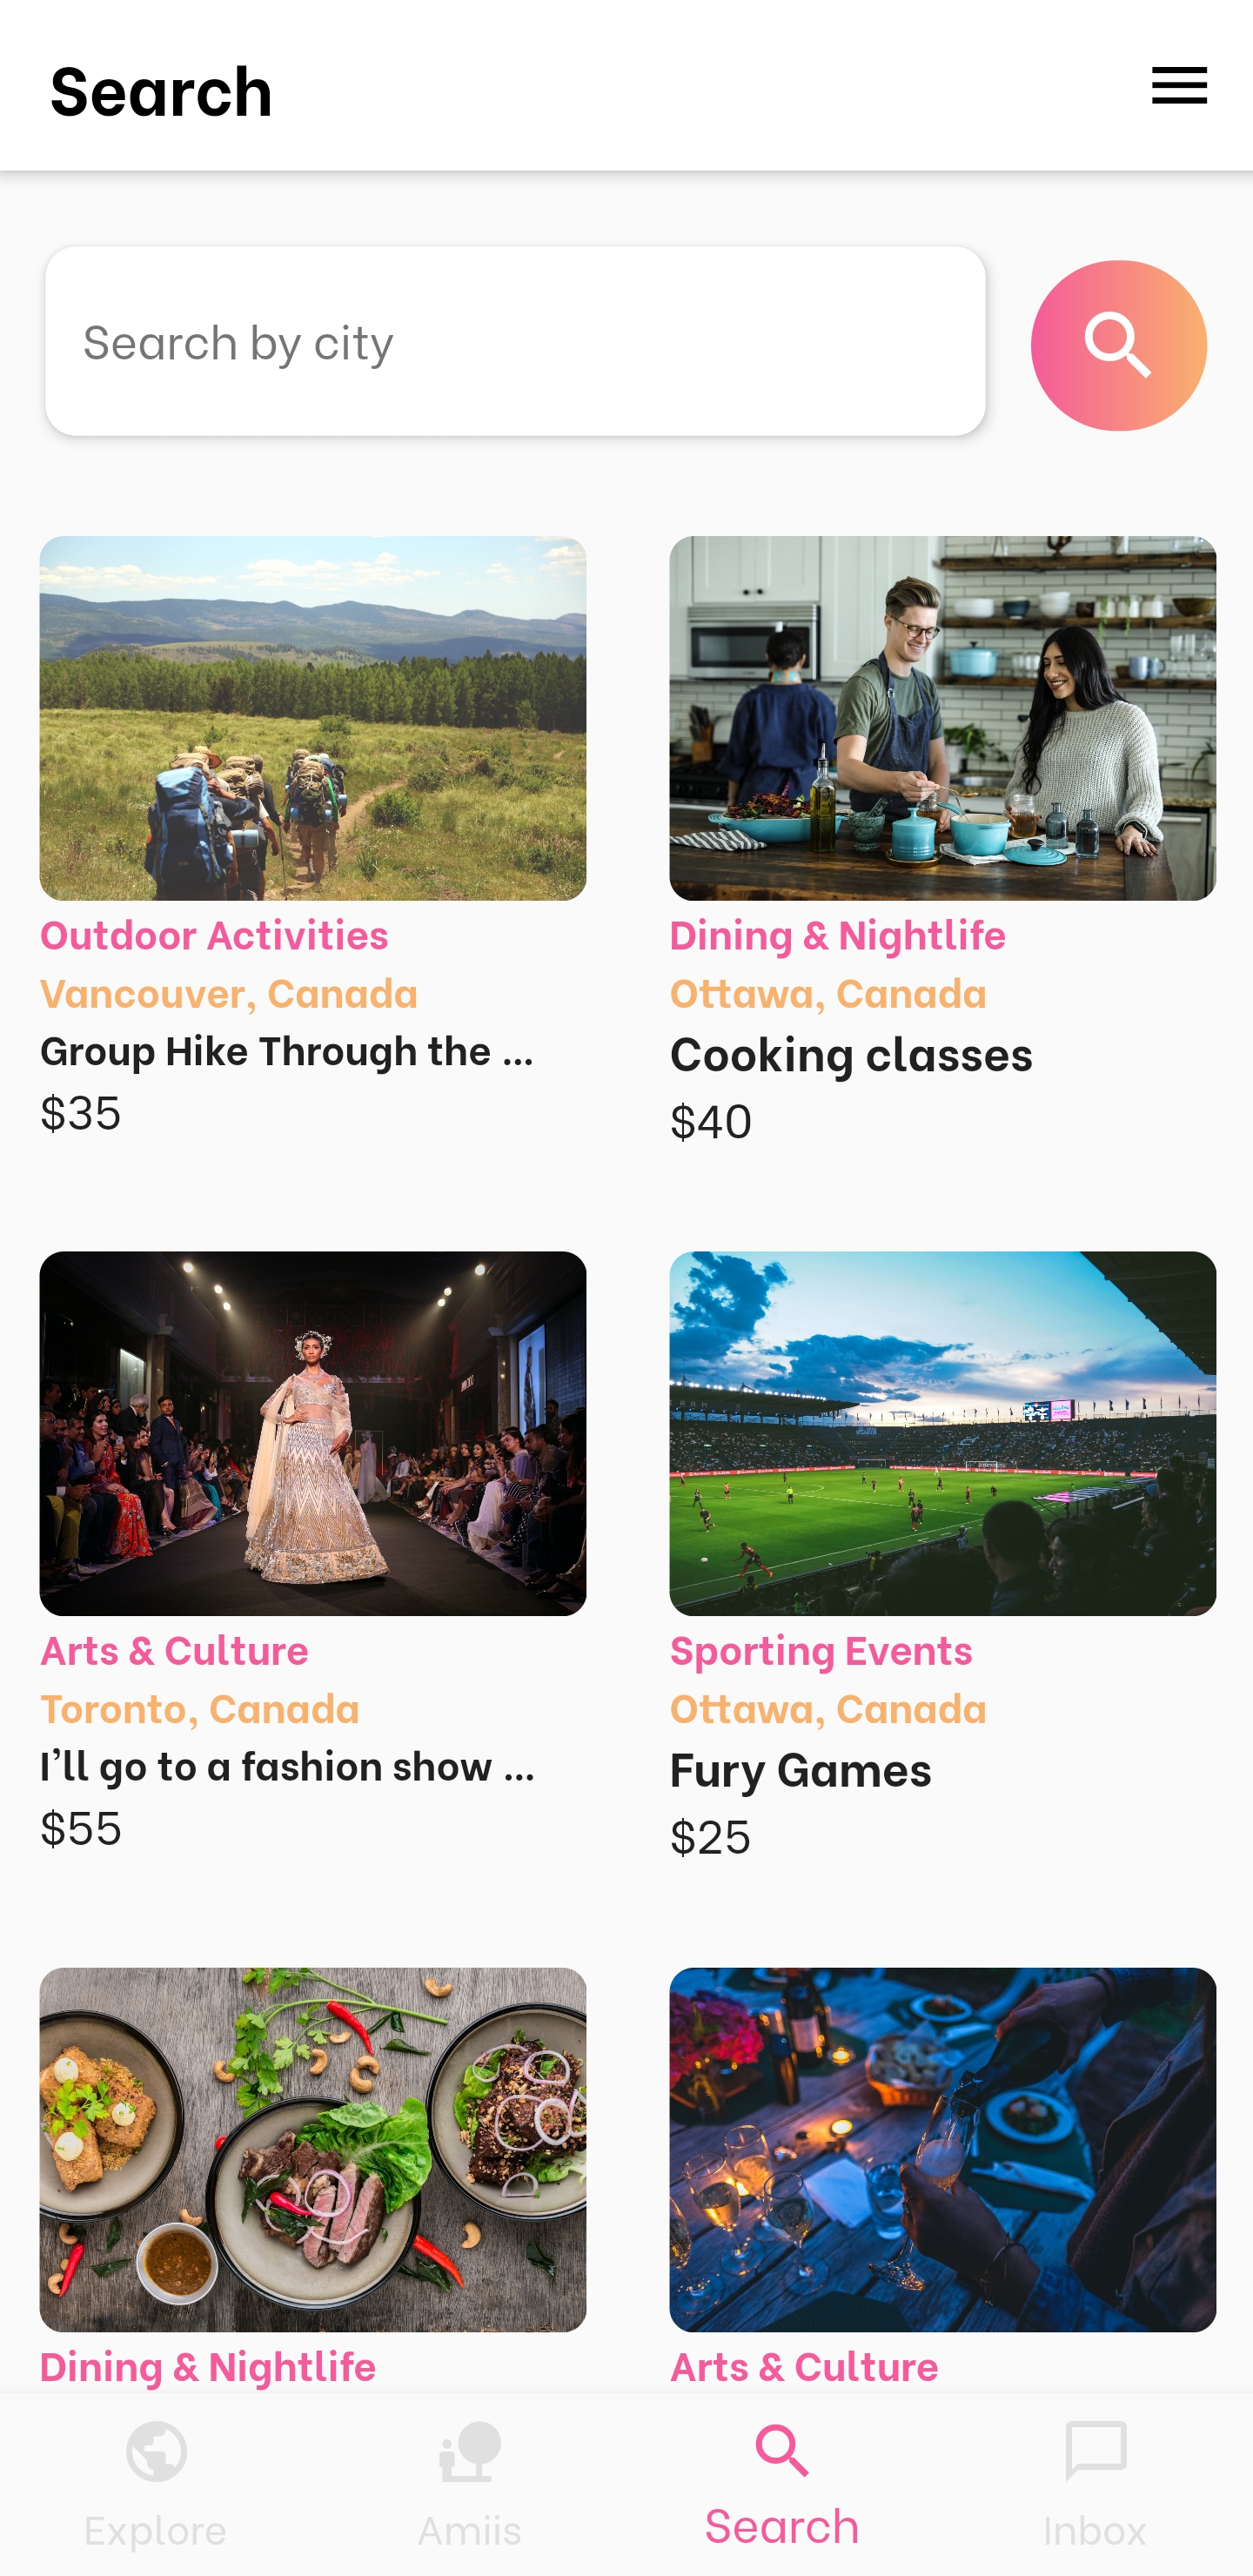 Search
Search by city
Outdoor Activities
Vancouver, Canada
Group Hike Through the ...
$35
Dining & Nightlife
Ottawa, Canada
Cooking classes
$40
Arts & Culture
Toronto, Canada
I'll go to a fashion show ...
$55
Sporting Events
Ottawa, Canada
Fury Games
$25
Dining & Nightlife
Arts & Culture
Explore
Amiis
Search
Inbox